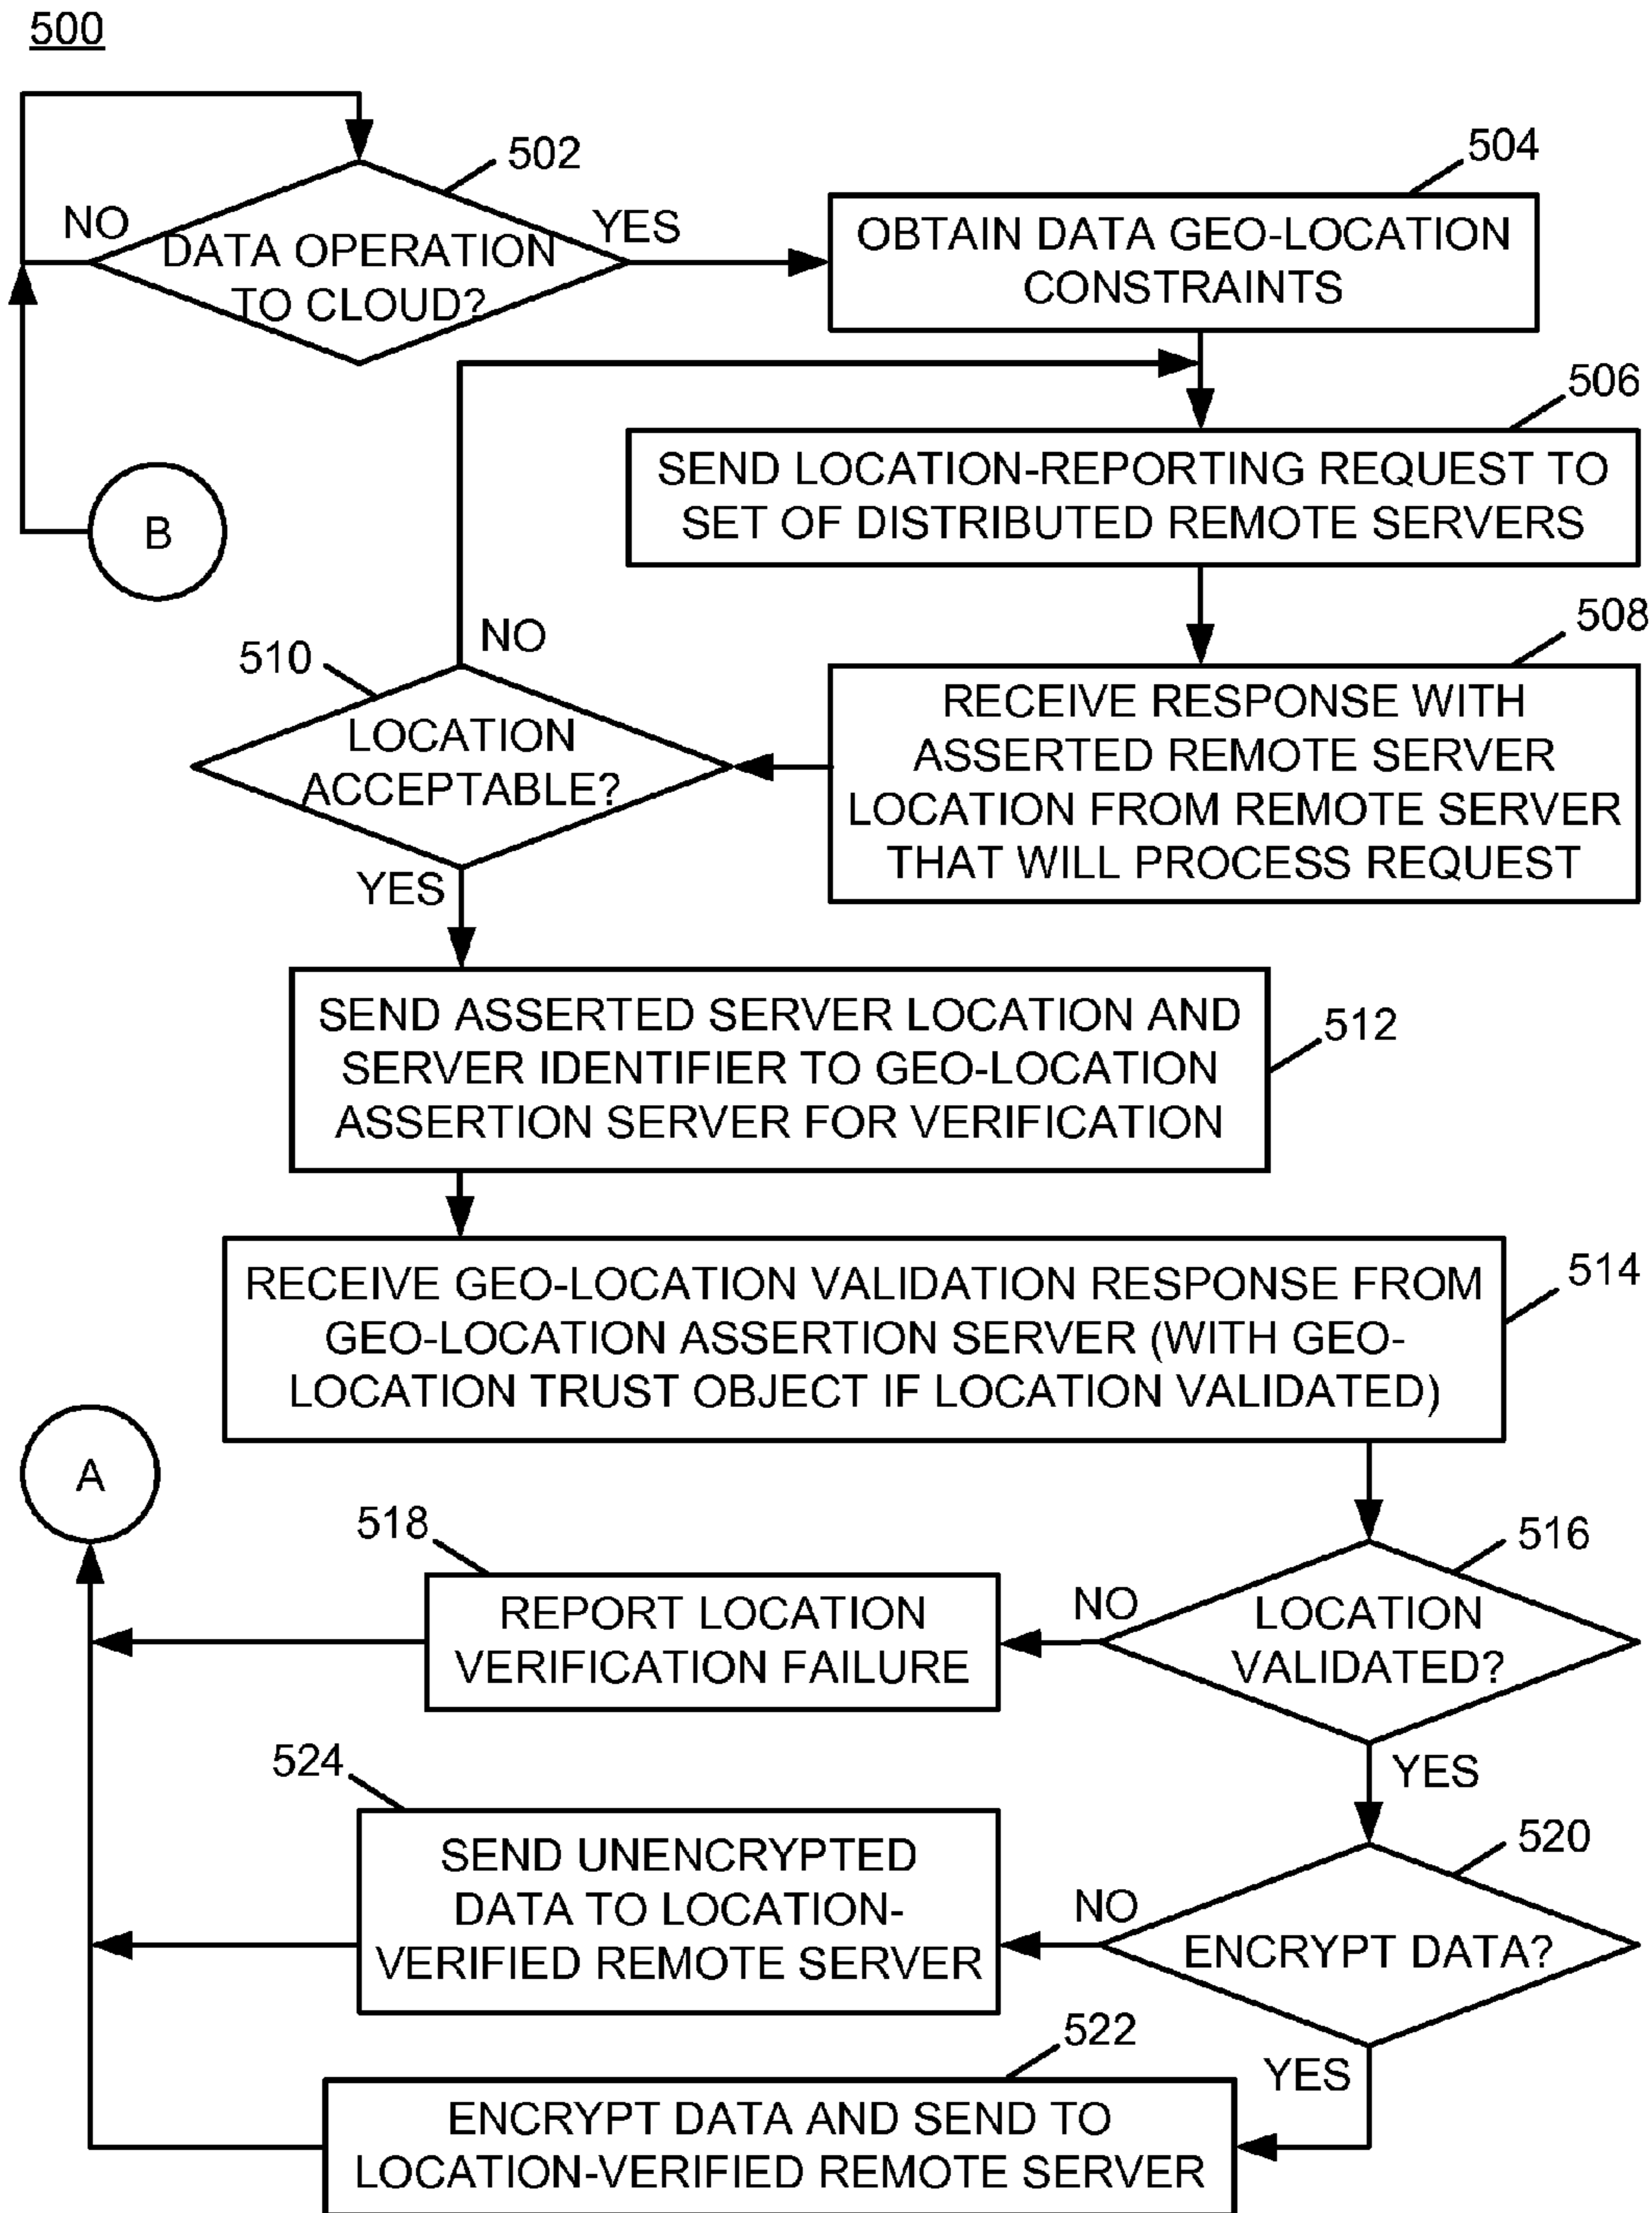 500
502
NO
DATA OPERATION
TO CLOUD?
YES
504
OBTAIN DATA GEO-LOCATION
CONSTRAINTS
506
SEND LOCATION-REPORTING REQUEST TO
SET OF DISTRIBUTED REMOTE SERVERS
B
508
RECEIVE RESPONSE WITH
ASSERTED REMOTE SERVER
LOCATION FROM REMOTE SERVER
THAT WILL PROCESS REQUEST
510
NO
LOCATION
ACCEPTABLE?
YES
SEND ASSERTED SERVER LOCATION AND
SERVER IDENTIFIER TO GEO-LOCATION
ASSERTION SERVER FOR VERIFICATION
512
RECEIVE GEO-LOCATION VALIDATION RESPONSE FROM
GEO-LOCATION ASSERTION SERVER (WITH GEO-
LOCATION TRUST OBJECT IF LOCATION VALIDATED)
514
A
516
LOCATION
VALIDATED?
NO
518
REPORT LOCATION
VERIFICATION FAILURE
YES
520
ENCRYPT DATA?
NO
524
SEND UNENCRYPTED
DATA TO LOCATION-
VERIFIED REMOTE SERVER
YES
522
ENCRYPT DATA AND SEND TO
LOCATION-VERIFIED REMOTE SERVER